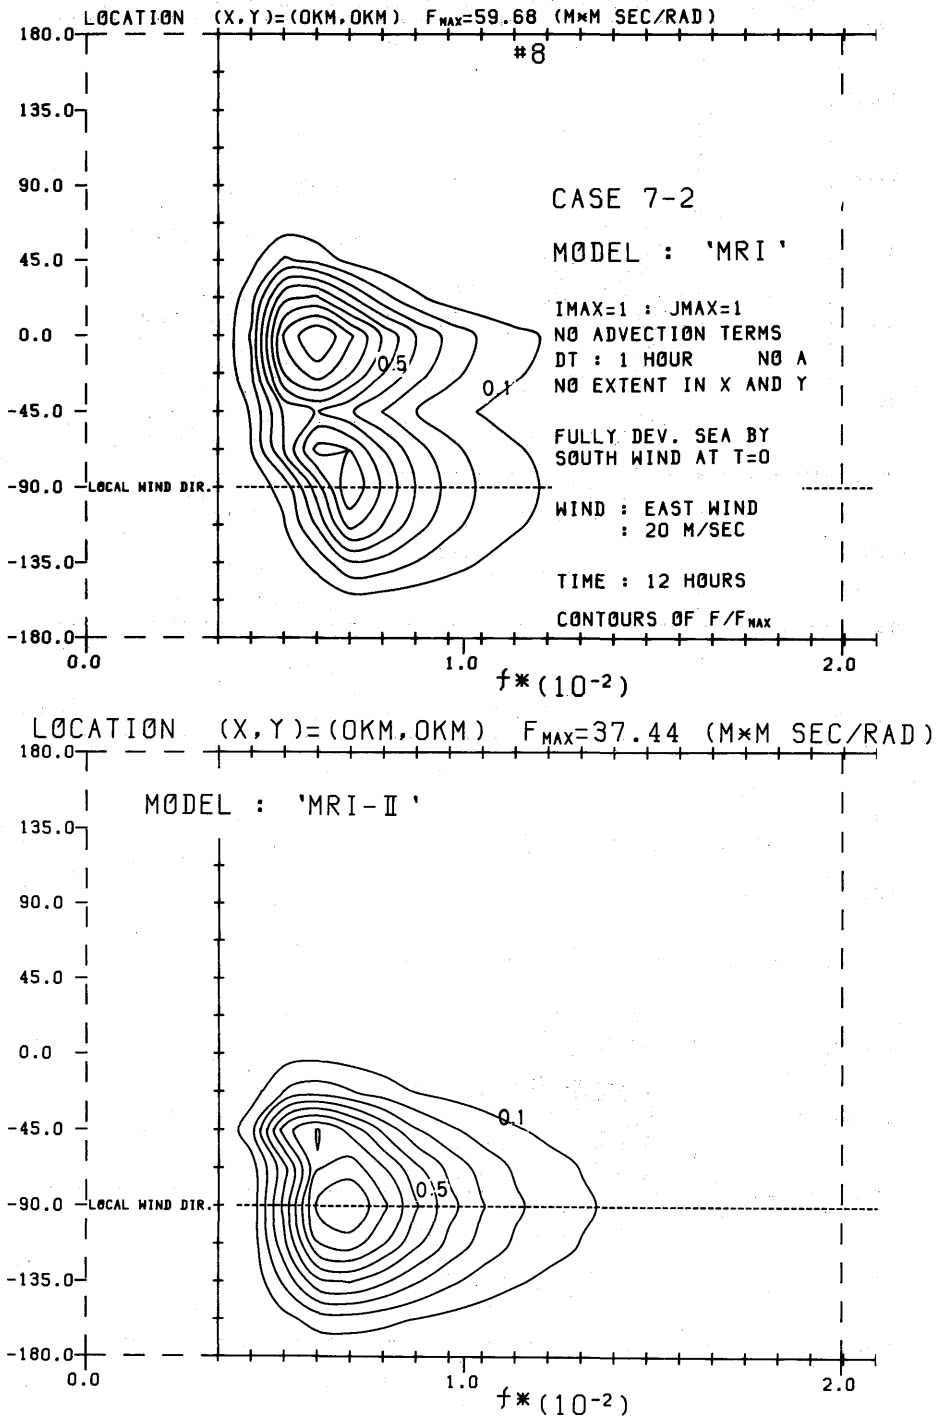 LOCATION (X,Y)=(0KM,0KM) FMAX=59.68 (M*M SEC/RAD)
180.0
#8
135.0
90.0
CASE 7-2
MODEL : 'MRI'
45.0
IMAX=1 : JMAX=1
0.0
NO ADVECTION TERMS
0.5
DT : 1 HOUR NO A
0.1
NO EXTENT IN X AND Y
-45.0
FULLY DEV. SEA BY
SOUTH WIND AT T=0
-90.0
LOCAL WIND DIR.
WIND : EAST WIND
: 20 M/SEC
-135.0
TIME : 12 HOURS
CONTOURS OF F/FMAX
-180.0
0.0 1.0 2.0
f*(10-2)
LOCATION (X,Y)=(0KM,0KM) FMAX=37.44 (M*M SEC/RAD)
180.0
MODEL : 'MRI-II'
135.0
90.0
45.0
0.0
0.1
-45.0
0.5
-90.0
LOCAL WIND DIR.
-135.0
-180.0
0.0 1.0 2.0
f*(10-2)